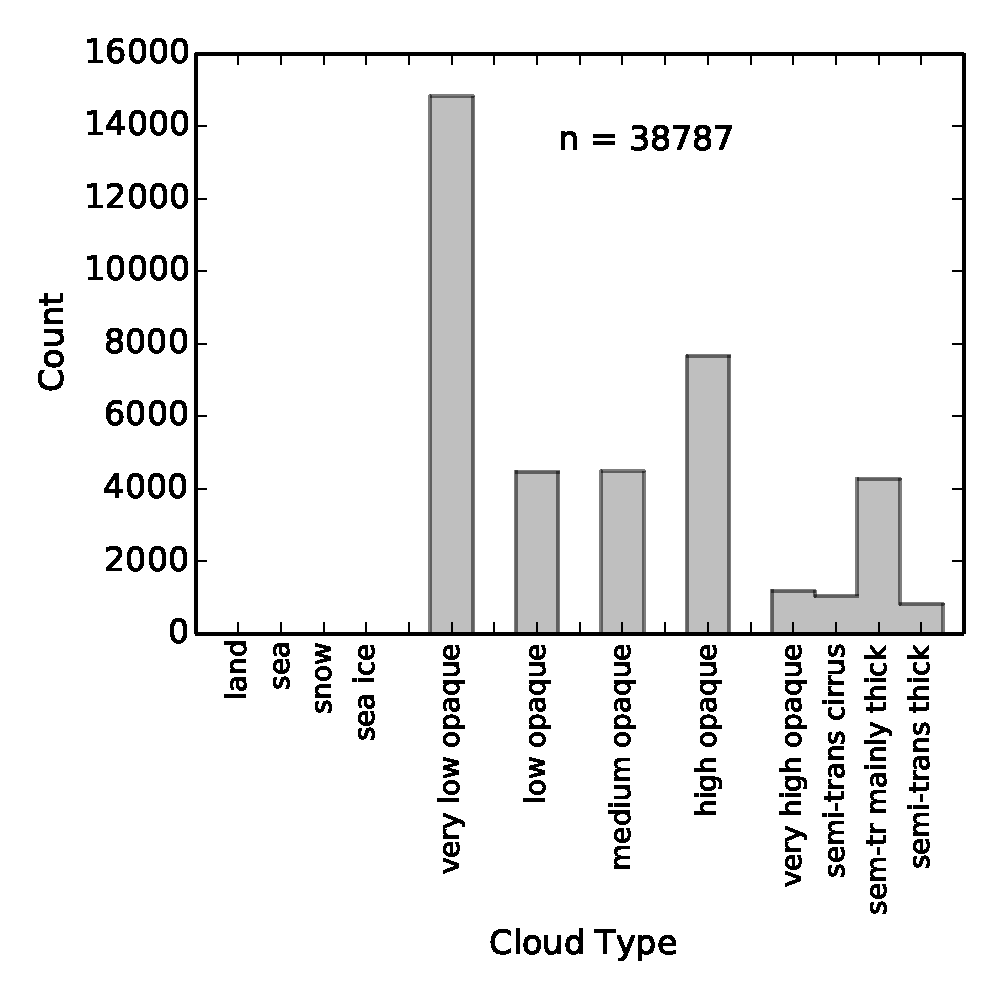 16000
14000
12000
10000
8000
6000
4000
2000
0
Count
n = 38787
land
sea
snow
sea ice
very low opaque
low opaque
medium opaque
high opaque
very high opaque
semi-trans cirrus
sem-tr mainly thick
semi-trans thick
Cloud Type